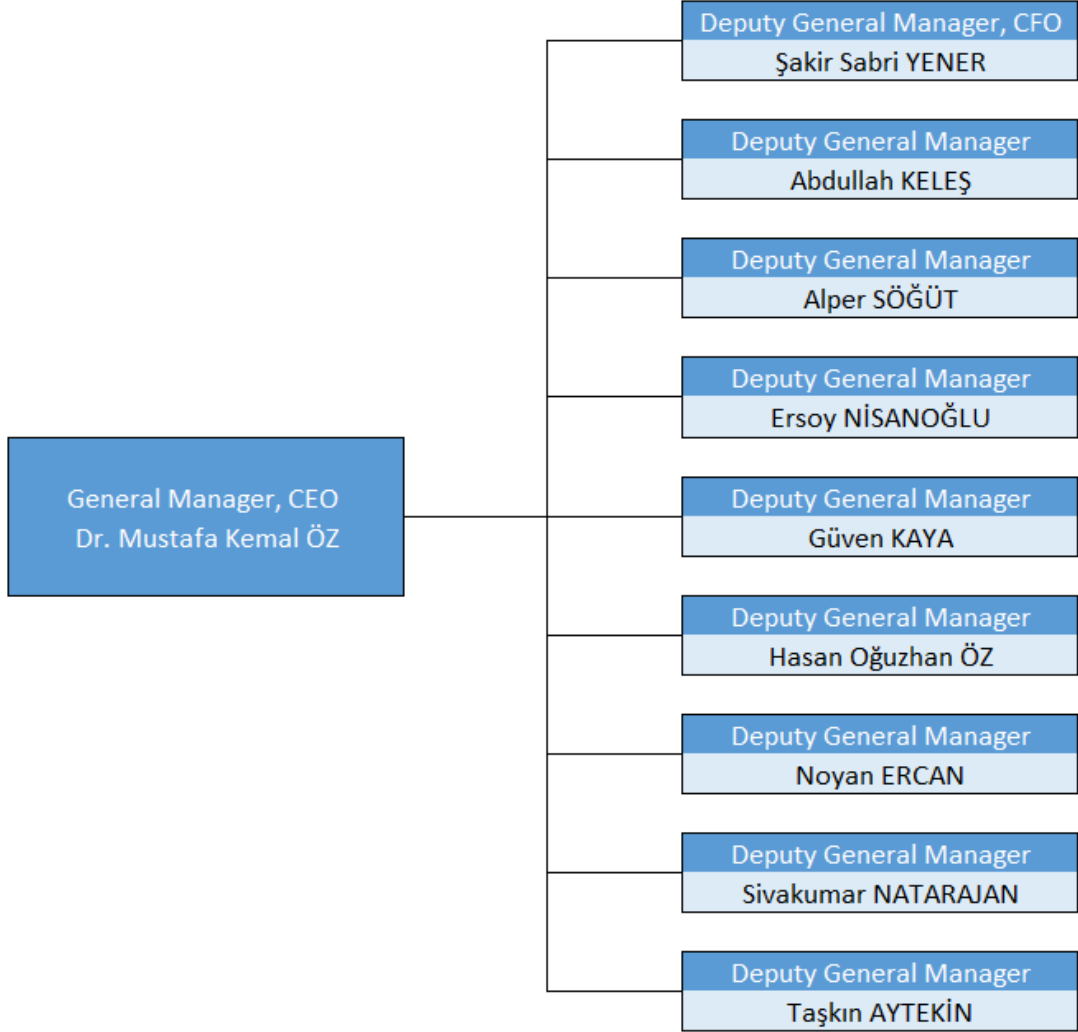 Deputy General Manager, CFO
Şakir Sabri YENER
Deputy General Manager
Abdullah KELEŞ
Deputy General Manager
Alper SÖĞÜT
Deputy General Manager
Ersoy NİSANOĞLU
General Manager, CEO
Dr. Mustafa Kemal ÖZ
Deputy General Manager
Güven KAYA
Deputy General Manager
Hasan Oğuzhan ÖZ
Deputy General Manager
Noyan ERCAN
Deputy General Manager
Sivakumar NATARAJAN
Deputy General Manager
Taşkın AYTEKİN